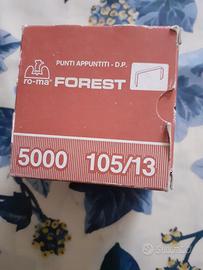 PUNTI APPUNTITI - D.P.
ro-ma®
FOREST
5000 105/13